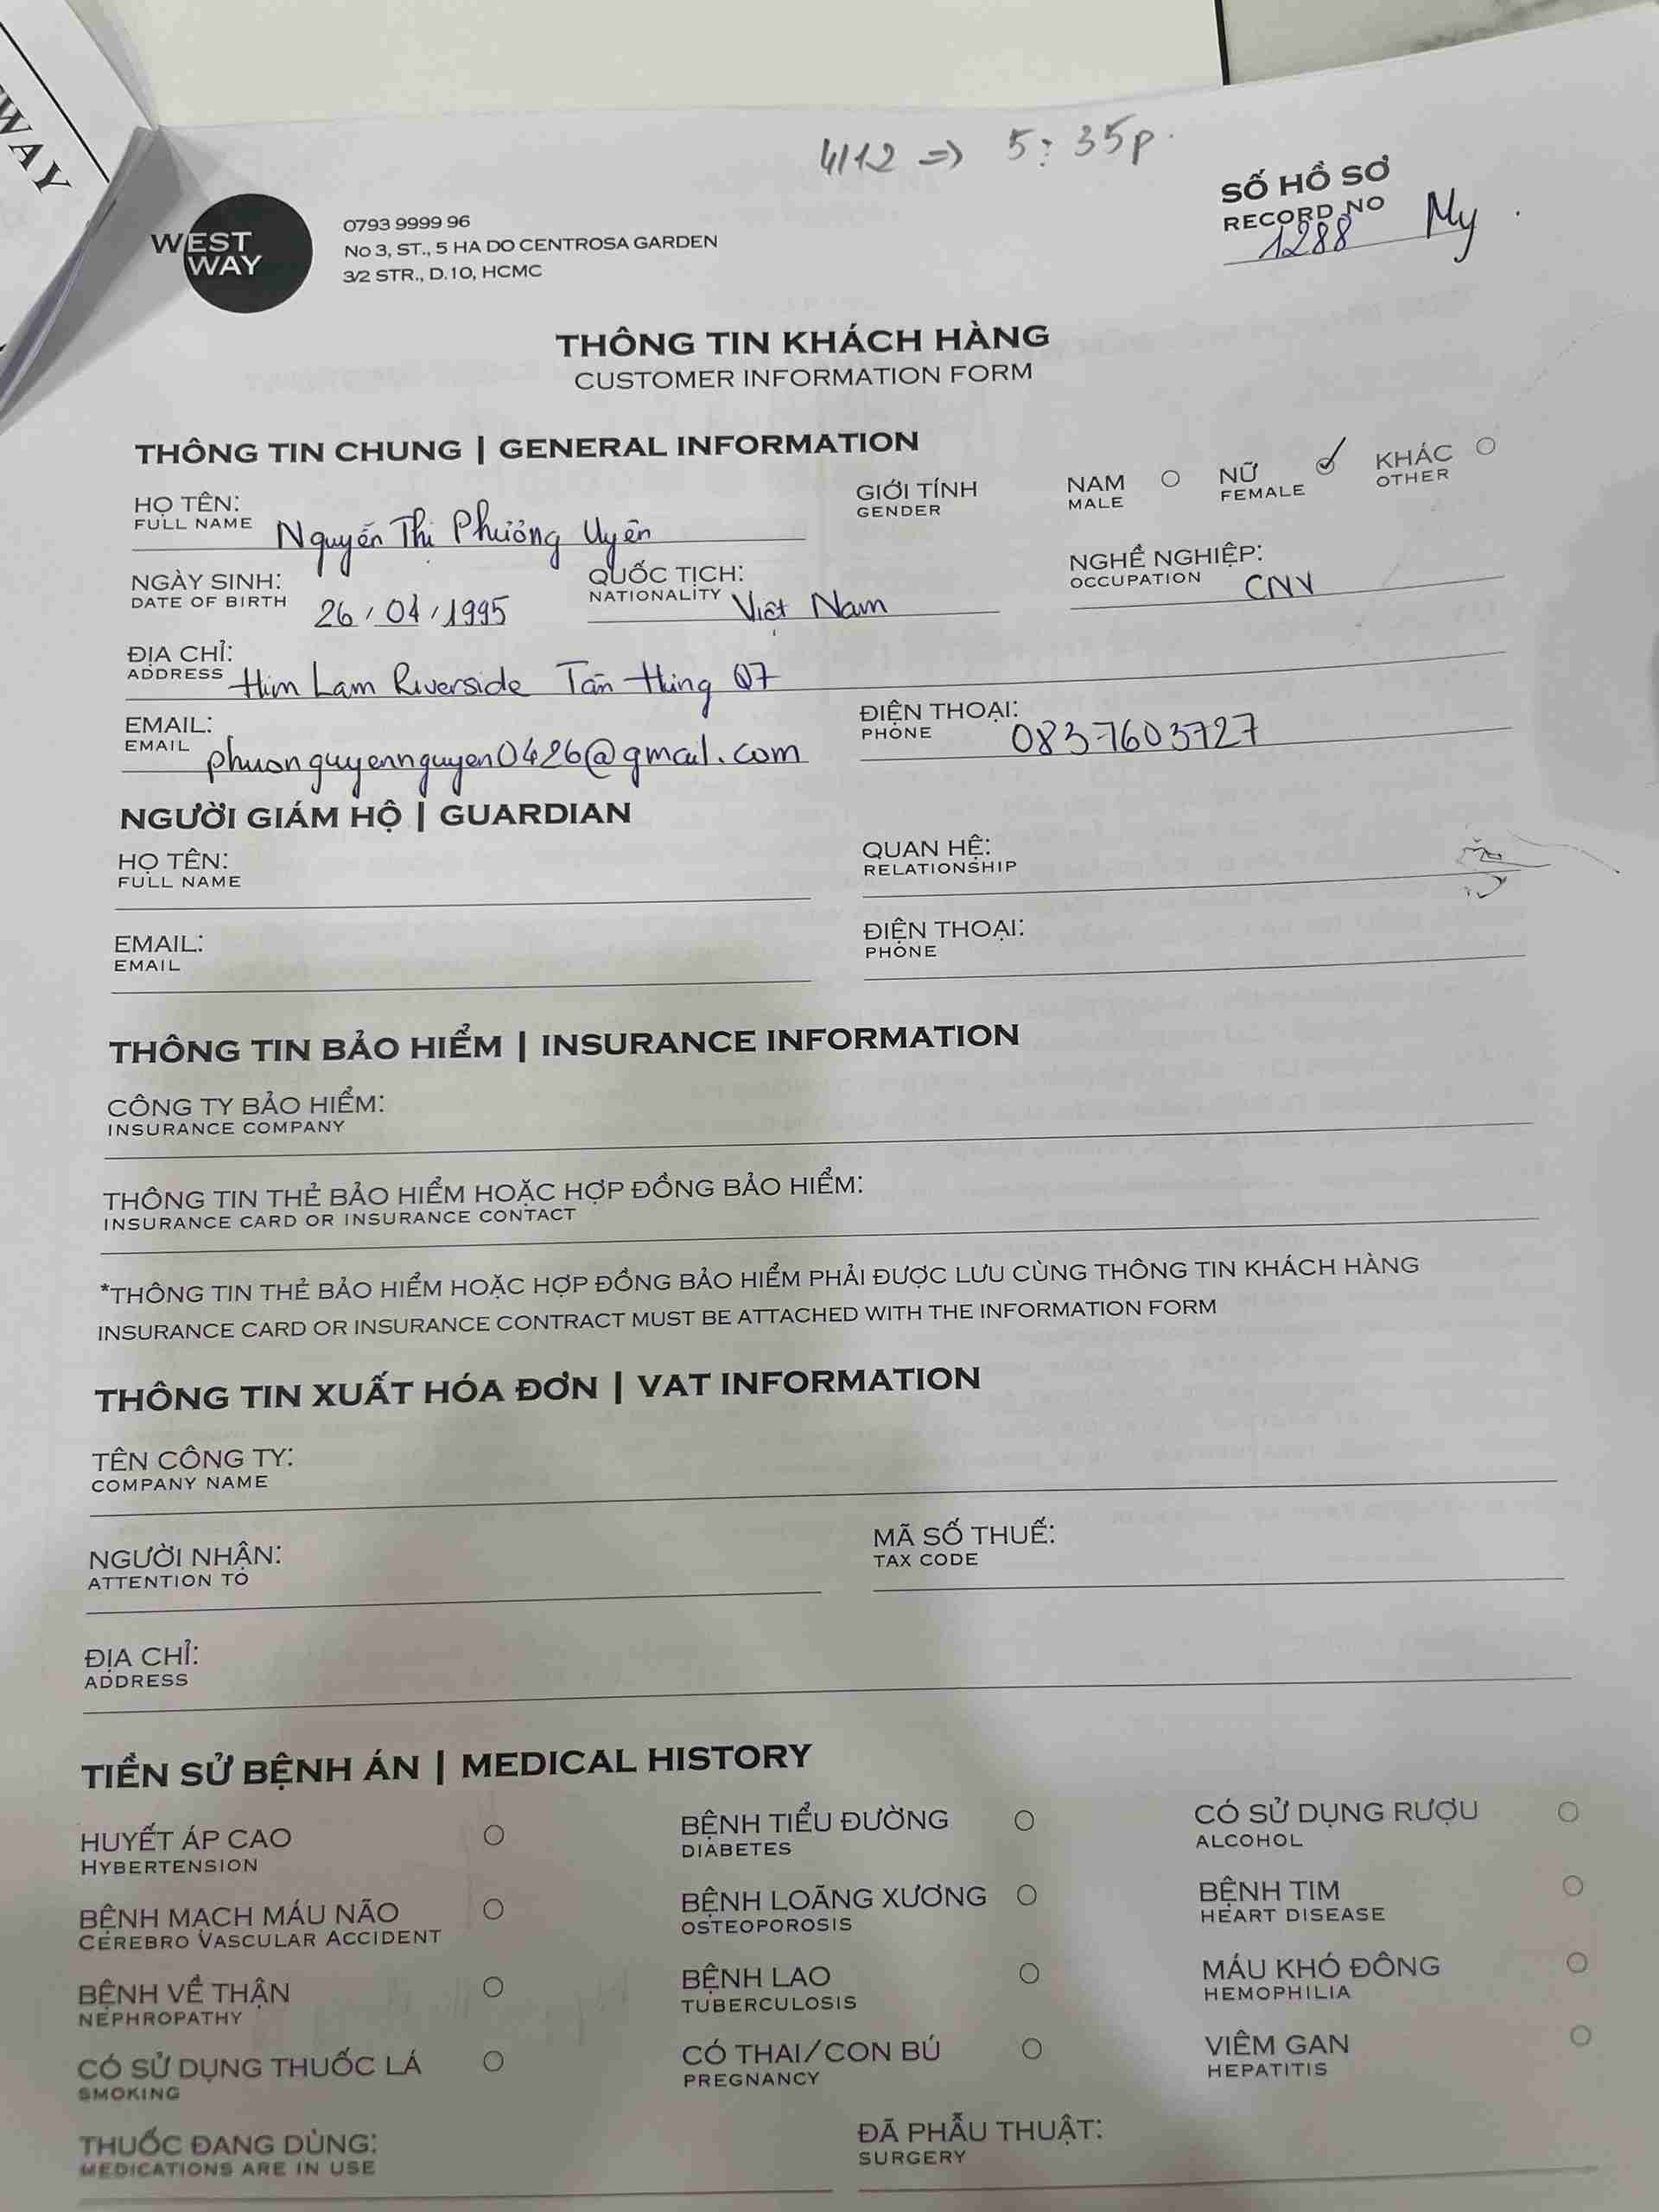 WAY
4/12 => 5:35p.
SỐ HỒ SƠ
RECORD NO
1288 My
WEST
WAY
0793 9999 96
No 3, ST., 5 HA DO CENTROSA GARDEN
3/2 STR., D.10, HCMC
THÔNG TIN KHÁCH HÀNG
CUSTOMER INFORMATION FORM
THÔNG TIN CHUNG | GENERAL INFORMATION
HỌ TÊN: Nguyễn Thị Phương Uyên GIỚI TÍNH NAM NỮ KHÁC
FULL NAME GENDER MALE FEMALE OTHER
NGÀY SINH: 26/04/1995 QUỐC TỊCH: Việt Nam NGHỀ NGHIỆP: CNV
DATE OF BIRTH NATIONALITY OCCUPATION
ĐỊA CHỈ: Him Lam Riverside Tân Hưng Q7
ADDRESS
EMAIL: phuonguyennguyen0426@gmail.com ĐIỆN THOẠI: 0837603727
EMAIL PHONE
NGƯỜI GIÁM HỘ | GUARDIAN
HỌ TÊN: QUAN HỆ:
FULL NAME RELATIONSHIP
EMAIL: ĐIỆN THOẠI:
EMAIL PHONE
THÔNG TIN BẢO HIỂM | INSURANCE INFORMATION
CÔNG TY BẢO HIỂM:
INSURANCE COMPANY
THÔNG TIN THẺ BẢO HIỂM HOẶC HỢP ĐỒNG BẢO HIỂM:
INSURANCE CARD OR INSURANCE CONTACT
*THÔNG TIN THẺ BẢO HIỂM HOẶC HỢP ĐỒNG BẢO HIỂM PHẢI ĐƯỢC LƯU CÙNG THÔNG TIN KHÁCH HÀNG
INSURANCE CARD OR INSURANCE CONTRACT MUST BE ATTACHED WITH THE INFORMATION FORM
THÔNG TIN XUẤT HÓA ĐƠN | VAT INFORMATION
TÊN CÔNG TY:
COMPANY NAME
NGƯỜI NHẬN: MÃ SỐ THUẾ:
ATTENTION TO TAX CODE
ĐỊA CHỈ:
ADDRESS
TIỀN SỬ BỆNH ÁN | MEDICAL HISTORY
HUYẾT ÁP CAO BỆNH TIỂU ĐƯỜNG CÓ SỬ DỤNG RƯỢU
HYBERTENSION DIABETES ALCOHOL
BỆNH MẠCH MÁU NÃO BỆNH LOÃNG XƯƠNG BỆNH TIM
CEREBRO VASCULAR ACCIDENT OSTEOPOROSIS HEART DISEASE
BỆNH VỀ THẬN BỆNH LAO MÁU KHÓ ĐÔNG
NEPHROPATHY TUBERCULOSIS HEMOPHILIA
CÓ SỬ DỤNG THUỐC LÁ CÓ THAI/CON BÚ VIÊM GAN
SMOKING PREGNANCY HEPATITIS
THUỐC ĐANG DÙNG: ĐÃ PHẪU THUẬT:
MEDICATIONS ARE IN USE SURGERY